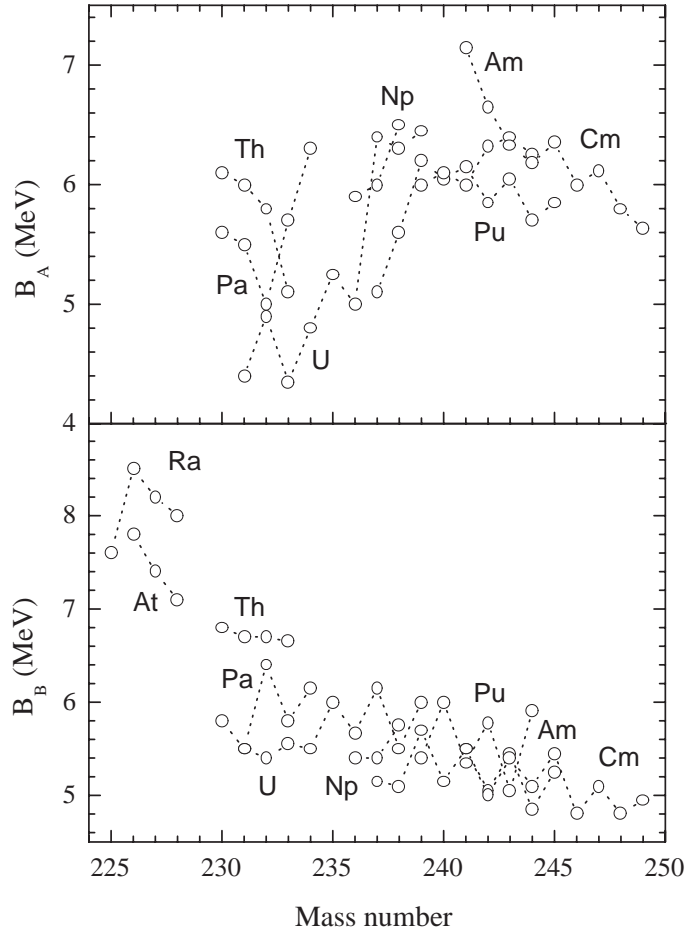 7
Am
Np
Th
Cm
6
B_A (MeV)
Pa
Pu
5
U
4
Ra
8
At
7
Th
B_B (MeV)
Pa
Pu
6
Am
U
Np
Cm
5
225 230 235 240 245 250
Mass number